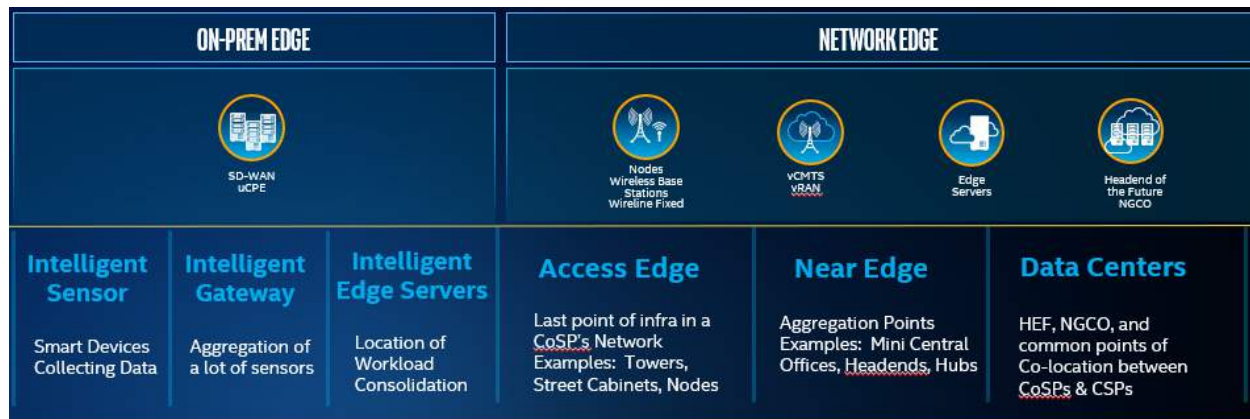 ON-PREM EDGE
NETWORK EDGE
SD-WAN
uCPE
Nodes
Wireless Base
Stations
Wireline Fixed
vCMTS
vRAN
Edge
Servers
Headend of
the Future
NGCO
Intelligent
Sensor
Smart Devices
Collecting Data
Intelligent
Gateway
Aggregation of
a lot of sensors
Intelligent
Edge Servers
Location of
Workload
Consolidation
Access Edge
Last point of infra in a
CoSP's Network
Examples: Towers,
Street Cabinets, Nodes
Near Edge
Aggregation Points
Examples: Mini Central
Offices, Headends, Hubs
Data Centers
HEF, NGCO, and
common points of
Co-location between
CoSPs & CSPs